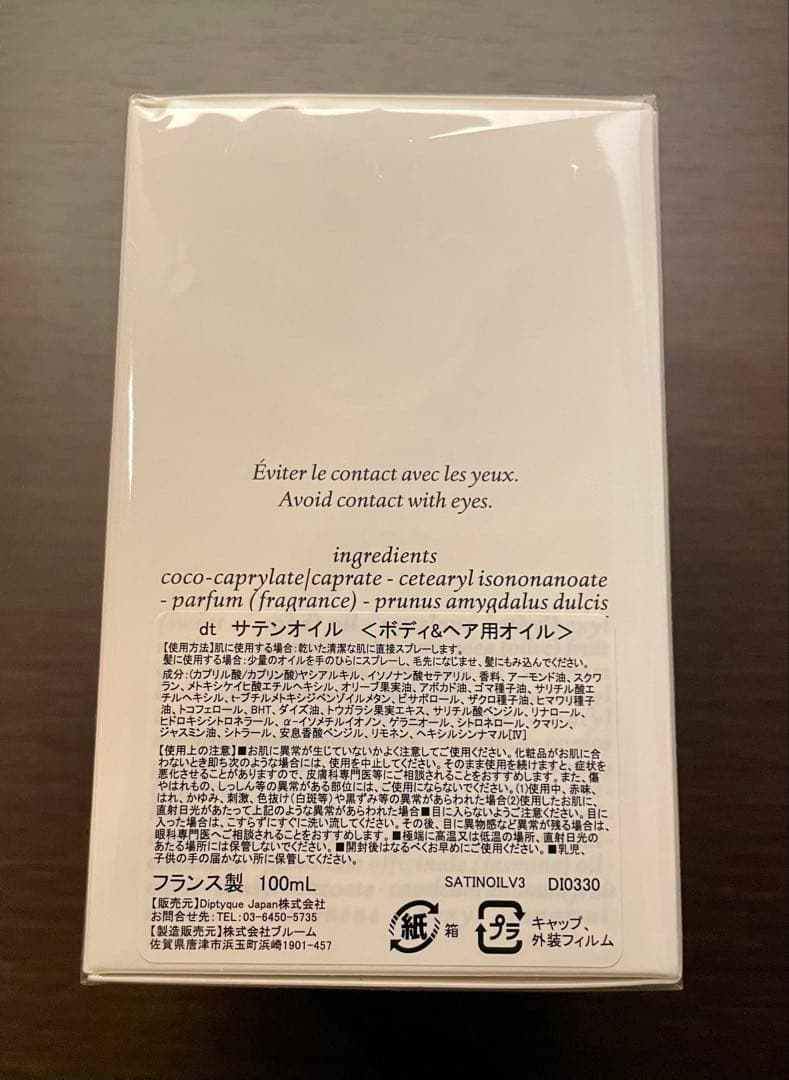 Éviter le contact avec les yeux.
Avoid contact with eyes.
ingredients
coco-caprylate/caprate - cetearyl isononanoate
- parfum (fragrance) - prunus amygdalus dulcis
dt サテンオイル <ボディ&ヘア用オイル>
【使用方法】肌に使用する場合:乾いた清潔な肌に直接スプレーします。
髪に使用する場合:少量のオイルを手のひらにスプレーし、毛先になじませ、髪にもみ込んでください。
成分:(カプリル酸/カプリン酸)ヤシアルキル、イソノナン酸セテアリル、香料、アーモンド油、スクワ
ラン、メトキシケイヒ酸エチルヘキシル、オリーブ果実油、アボカド油、ゴマ種子油、サリチル酸エ
チルヘキシル、t-ブチルメトキシジベンゾイルメタン、ビサボロール、ザクロ種子油、ヒマワリ種子
油、トコフェロール、BHT、ダイズ油、トウガラシ果実エキス、サリチル酸ベンジル、リナロール、
ヒドロキシシトロネラール、α-イソメチルイオノン、ゲラニオール、シトロネロール、クマリン、
ジャスミン油、シトラール、安息香酸ベンジル、リモネン、ヘキシルシンナマル[Ⅳ]
【使用上の注意】■お肌に異常が生じていないかよく注意してご使用ください。化粧品がお肌に合
わないとき即ち次のような場合には、使用を中止してください。そのまま使用を続けますと、症状を
悪化させることがありますので、皮膚科専門医等にご相談されることをおすすめします。また、傷
やはれもの、しっしん等の異常がある部位には、ご使用にならないでください。(1)使用中、赤味、
はれ、かゆみ、刺激、色抜け(白斑等)や黒ずみ等の異常があらわれた場合(2)使用したお肌に、
直射日光があたって上記のような異常があらわれた場合■目に入らないようご注意ください。目に
入った場合は、こすらずにすぐに洗い流してください。その後、目に異物感など異常が残る場合は、
眼科専門医へご相談されることをおすすめします。■極端に高温又は低温の場所、直射日光の
あたる場所には保管しないでください。■開封後はなるべくお早めにご使用ください。■乳児、
子供の手の届かない所に保管してください。
フランス製 100mL SATINOILV3 DI0330
【販売元】Diptyque Japan株式会社
お問合せ先:TEL:03-6450-5735
【製造販売元】株式会社ブルーム
佐賀県唐津市浜玉町浜崎1901-457
紙 箱 プラ キャップ、
外装フィルム